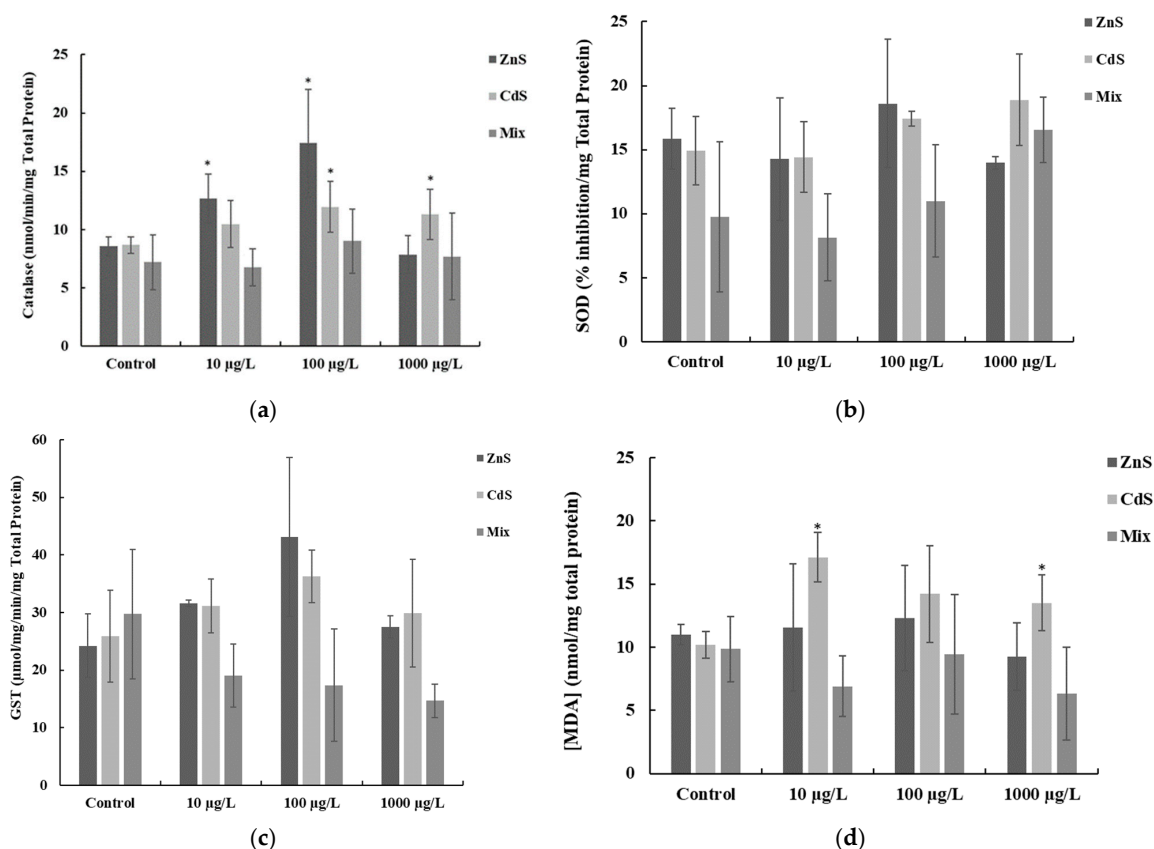 Catalase (nmol/min/mg Total Protein)
25
20
15
10
5
0
* * * *
Control 10 µg/L 100 µg/L 1000 µg/L
ZnS
CdS
Mix
(a)
SOD (% inhibition/mg Total Protein)
25
20
15
10
5
0
Control 10 µg/L 100 µg/L 1000 µg/L
ZnS
CdS
Mix
(b)
GST (µmol/mg/min/mg Total Protein)
60
50
40
30
20
10
0
Control 10 µg/L 100 µg/L 1000 µg/L
ZnS
CdS
Mix
(c)
[MDA] (nmol/mg total protein)
25
20
15
10
5
0
* *
Control 10 µg/L 100 µg/L 1000 µg/L
ZnS
CdS
Mix
(d)